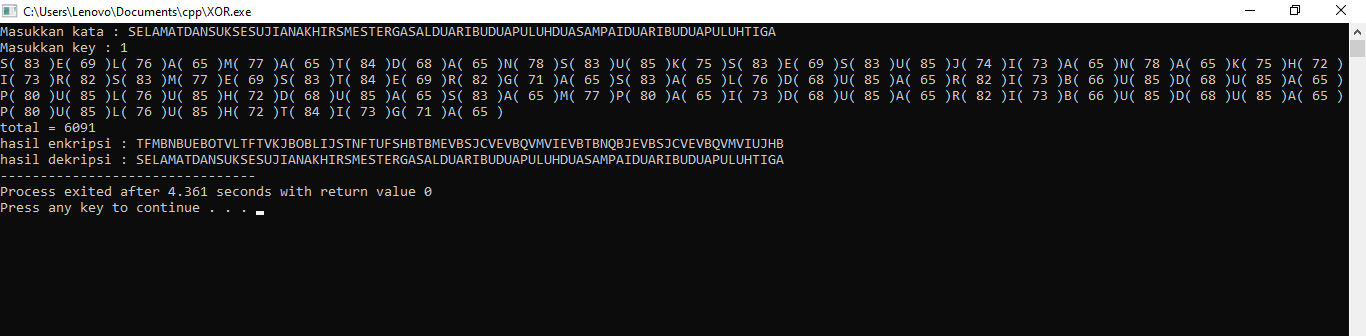 C:\Users\Lenovo\Documents\cpp\XOR.exe
Masukkan kata : SELAMATDANSUKSESUJIANAKHIRSMESTERGASALDUARIBUDUAPULUHDUASAMPAIDUARIBUDUAPULUHTIGA
Masukkan key : 1
S( 83 )E( 69 )L( 76 )A( 65 )M( 77 )A( 65 )T( 84 )D( 68 )A( 65 )N( 78 )S( 83 )U( 85 )K( 75 )S( 83 )E( 69 )S( 83 )U( 85 )J( 74 )I( 73 )A( 65 )N( 78 )A( 65 )K( 75 )H( 72 )
I( 73 )R( 82 )S( 83 )M( 77 )E( 69 )S( 83 )T( 84 )E( 69 )R( 82 )G( 71 )A( 65 )S( 83 )A( 65 )L( 76 )D( 68 )U( 85 )A( 65 )R( 82 )I( 73 )B( 66 )U( 85 )D( 68 )U( 85 )A( 65 )
P( 80 )U( 85 )L( 76 )U( 85 )H( 72 )D( 68 )U( 85 )A( 65 )S( 83 )A( 65 )M( 77 )P( 80 )A( 65 )I( 73 )D( 68 )U( 85 )A( 65 )R( 82 )I( 73 )B( 66 )U( 85 )D( 68 )U( 85 )A( 65 )
P( 80 )U( 85 )L( 76 )U( 85 )H( 72 )T( 84 )I( 73 )G( 71 )A( 65 )
total = 6091
hasil enkripsi : TFMBNBUEBOTVLTFTVKJBOBLIJSTNFTUFSHBTBMEVBSJCVEVBQVMVIEVBTBNQBJEVBSJCVEVBQVMVIUJHB
hasil dekripsi : SELAMATDANSUKSESUJIANAKHIRSMESTERGASALDUARIBUDUAPULUHDUASAMPAIDUARIBUDUAPULUHTIGA
--------------------------------
Process exited after 4.361 seconds with return value 0
Press any key to continue . . .